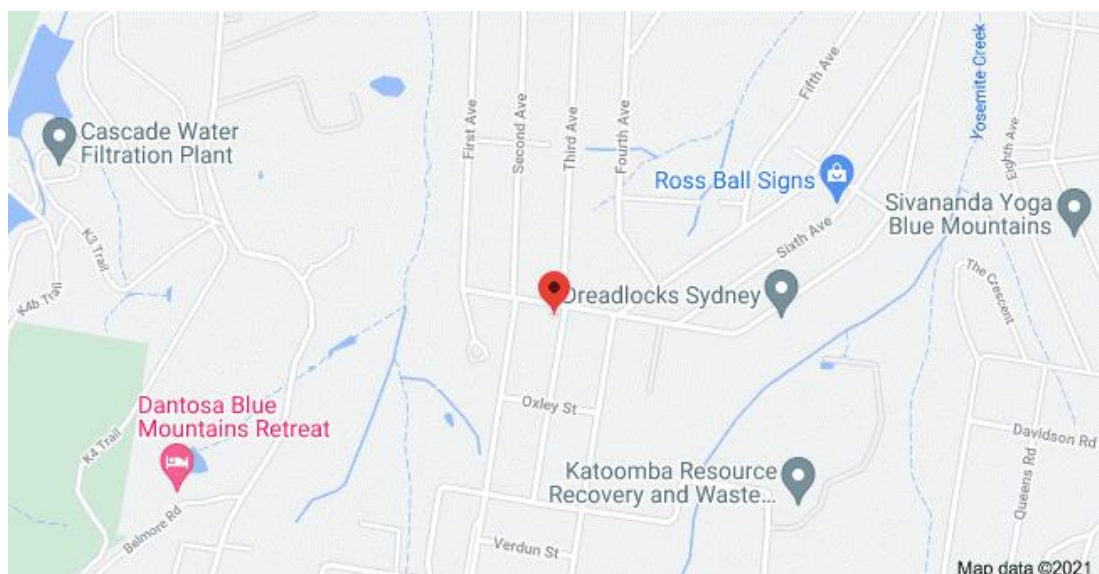 Cascade Water
Filtration Plant
First Ave
Second Ave
Third Ave
Fourth Ave
Fifth Ave
Yosemite Creek
Eighth Ave
Ross Ball Signs
Sivananda Yoga
Blue Mountains
Sixth Ave
K3 Trail
K4b Trail
The Crescent
Dreadlocks Sydney
Dantosa Blue
Mountains Retreat
Oxley St
K4 Trail
Davidson Rd
Katoomba Resource
Recovery and Waste...
Queens Rd
Belmore Rd
Verdun St
Map data ©2021